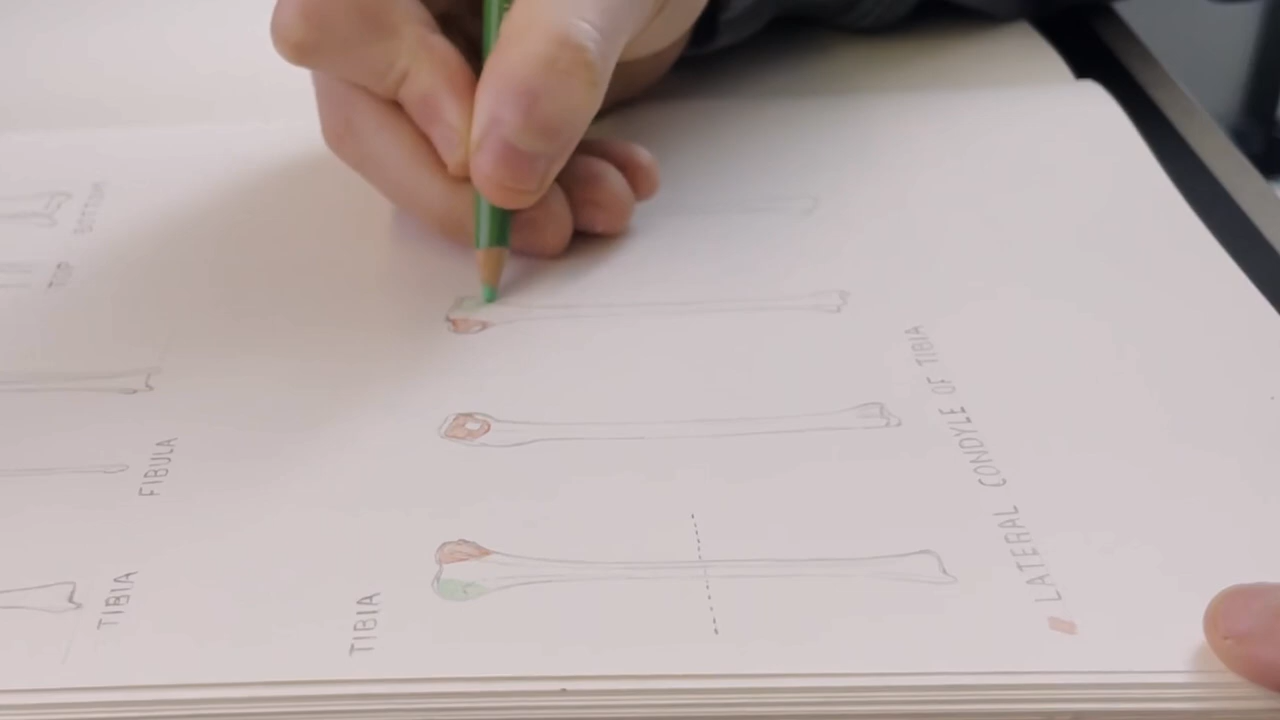 BOTTOM
TOP
FIBULA
TIBIA
TIBIA
LATERAL CONDYLE OF TIBIA